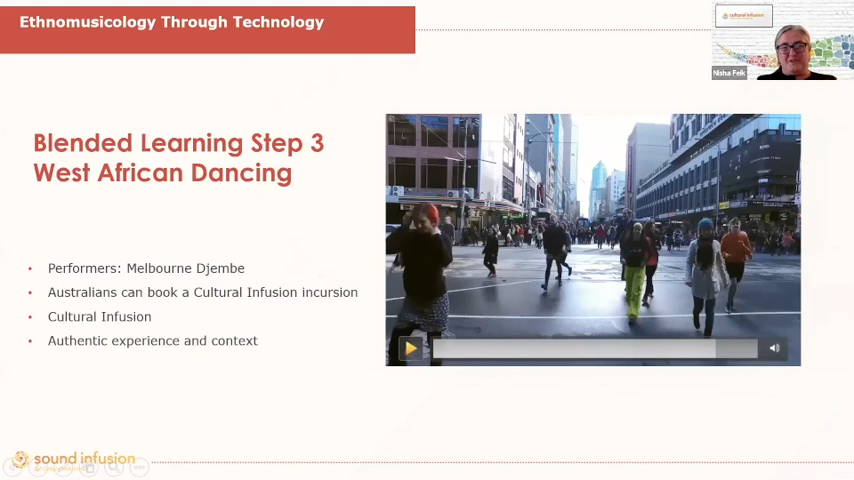 Ethnomusicology Through Technology
cultural infusion
Nisha Feik
Blended Learning Step 3
West African Dancing
• Performers: Melbourne Djembe
• Australians can book a Cultural Infusion incursion
• Cultural Infusion
• Authentic experience and context
sound infusion